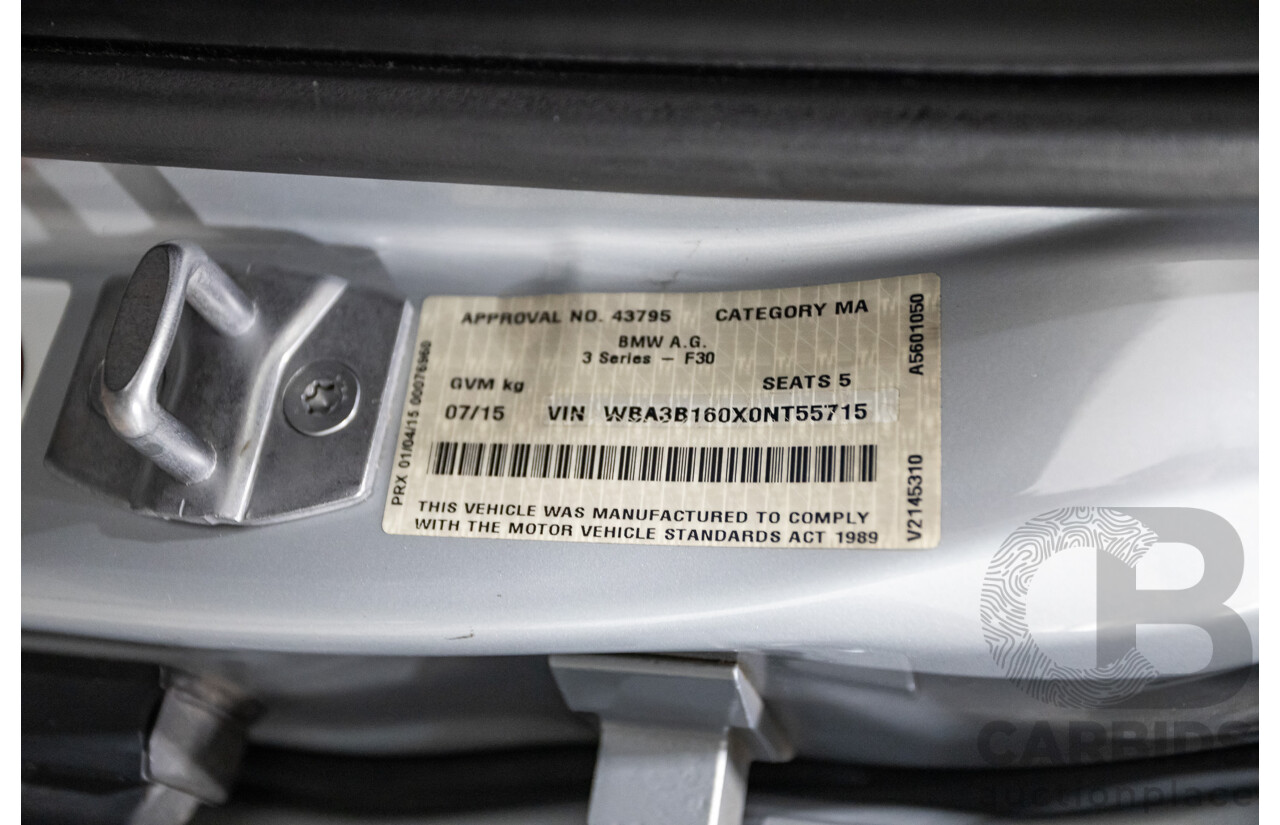 APPROVAL NO. 43795 CATEGORY MA
BMW A.G.
3 Series - F30
GVM kg SEATS 5
07/15 VIN WBA3B160X0NT55715
THIS VEHICLE WAS MANUFACTURED TO COMPLY
WITH THE MOTOR VEHICLE STANDARDS ACT 1989
PRX 01/04/15 00076960
A5601050
V2145310
CB
CARBIDS
auctionplace